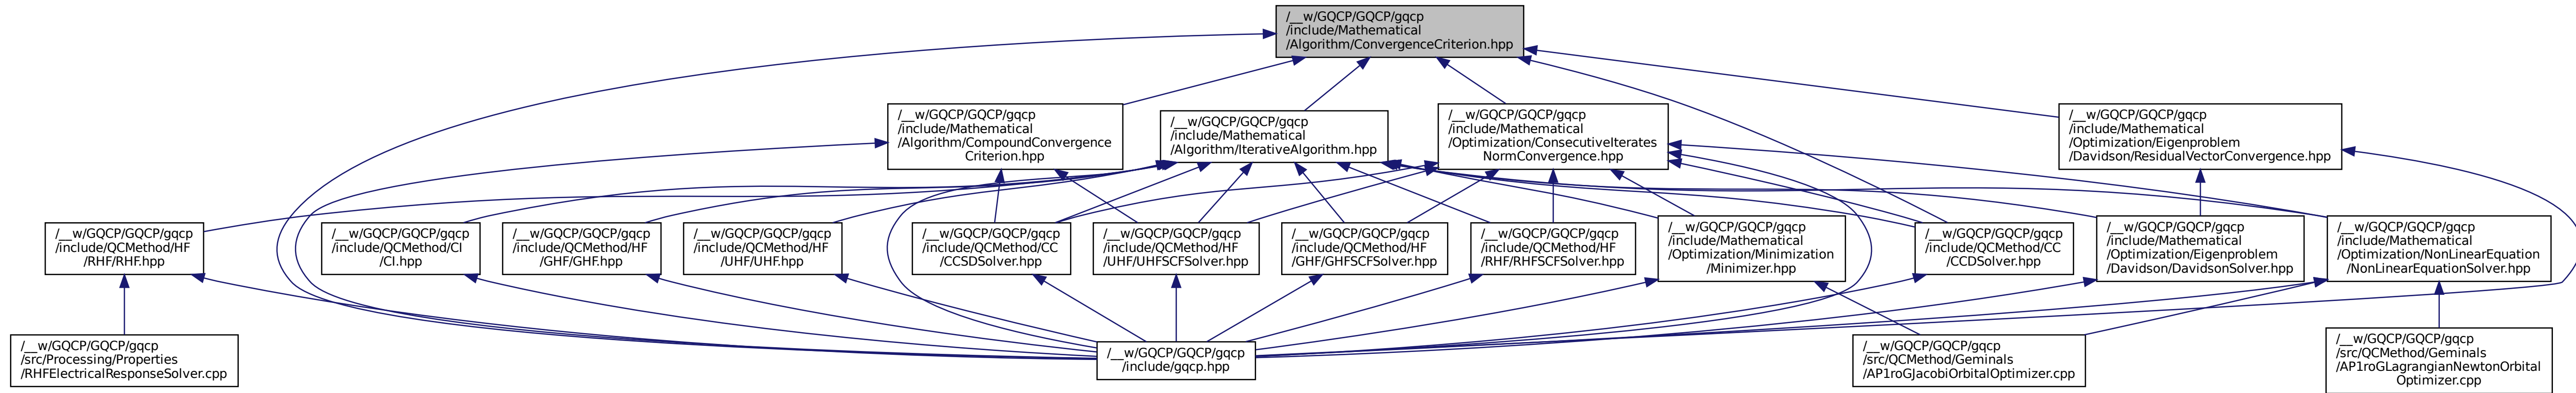 /__w/GQCP/GQCP/gqcp
/include/Mathematical
/Algorithm/ConvergenceCriterion.hpp
/__w/GQCP/GQCP/gqcp
/include/Mathematical
/Algorithm/CompoundConvergence
Criterion.hpp
/__w/GQCP/GQCP/gqcp
/include/Mathematical
/Algorithm/IterativeAlgorithm.hpp
/__w/GQCP/GQCP/gqcp
/include/Mathematical
/Optimization/ConsecutiveIterates
NormConvergence.hpp
/__w/GQCP/GQCP/gqcp
/include/Mathematical
/Optimization/Eigenproblem
/Davidson/ResidualVectorConvergence.hpp
/__w/GQCP/GQCP/gqcp
/include/QCMethod/HF
/RHF/RHF.hpp
/__w/GQCP/GQCP/gqcp
/include/QCMethod/CI
/CI.hpp
/__w/GQCP/GQCP/gqcp
/include/QCMethod/HF
/GHF/GHF.hpp
/__w/GQCP/GQCP/gqcp
/include/QCMethod/HF
/UHF/UHF.hpp
/__w/GQCP/GQCP/gqcp
/include/QCMethod/CC
/CCSDSolver.hpp
/__w/GQCP/GQCP/gqcp
/include/QCMethod/HF
/UHF/UHFSCFSolver.hpp
/__w/GQCP/GQCP/gqcp
/include/QCMethod/HF
/GHF/GHFSCFSolver.hpp
/__w/GQCP/GQCP/gqcp
/include/QCMethod/HF
/RHF/RHFSCFSolver.hpp
/__w/GQCP/GQCP/gqcp
/include/Mathematical
/Optimization/Minimization
/Minimizer.hpp
/__w/GQCP/GQCP/gqcp
/include/QCMethod/CC
/CCDSolver.hpp
/__w/GQCP/GQCP/gqcp
/include/Mathematical
/Optimization/Eigenproblem
/Davidson/DavidsonSolver.hpp
/__w/GQCP/GQCP/gqcp
/include/Mathematical
/Optimization/NonLinearEquation
/NonLinearEquationSolver.hpp
/__w/GQCP/GQCP/gqcp
/src/Processing/Properties
/RHFElectricalResponseSolver.cpp
/__w/GQCP/GQCP/gqcp
/include/gqcp.hpp
/__w/GQCP/GQCP/gqcp
/src/QCMethod/Geminals
/AP1roGJacobiOrbitalOptimizer.cpp
/__w/GQCP/GQCP/gqcp
/src/QCMethod/Geminals
/AP1roGLagrangianNewtonOrbital
Optimizer.cpp